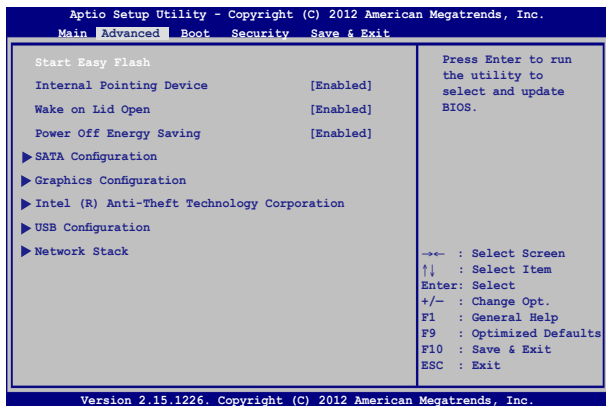 Aptio Setup Utility - Copyright (C) 2012 American Megatrends, Inc.
Main Advanced Boot Security Save & Exit
Start Easy Flash
Internal Pointing Device [Enabled]
Wake on Lid Open [Enabled]
Power Off Energy Saving [Enabled]
SATA Configuration
Graphics Configuration
Intel (R) Anti-Theft Technology Corporation
USB Configuration
Network Stack
Press Enter to run
the utility to
select and update
BIOS.
→← : Select Screen
↑↓ : Select Item
Enter: Select
+/— : Change Opt.
F1 : General Help
F9 : Optimized Defaults
F10 : Save & Exit
ESC : Exit
Version 2.15.1226. Copyright (C) 2012 American Megatrends, Inc.